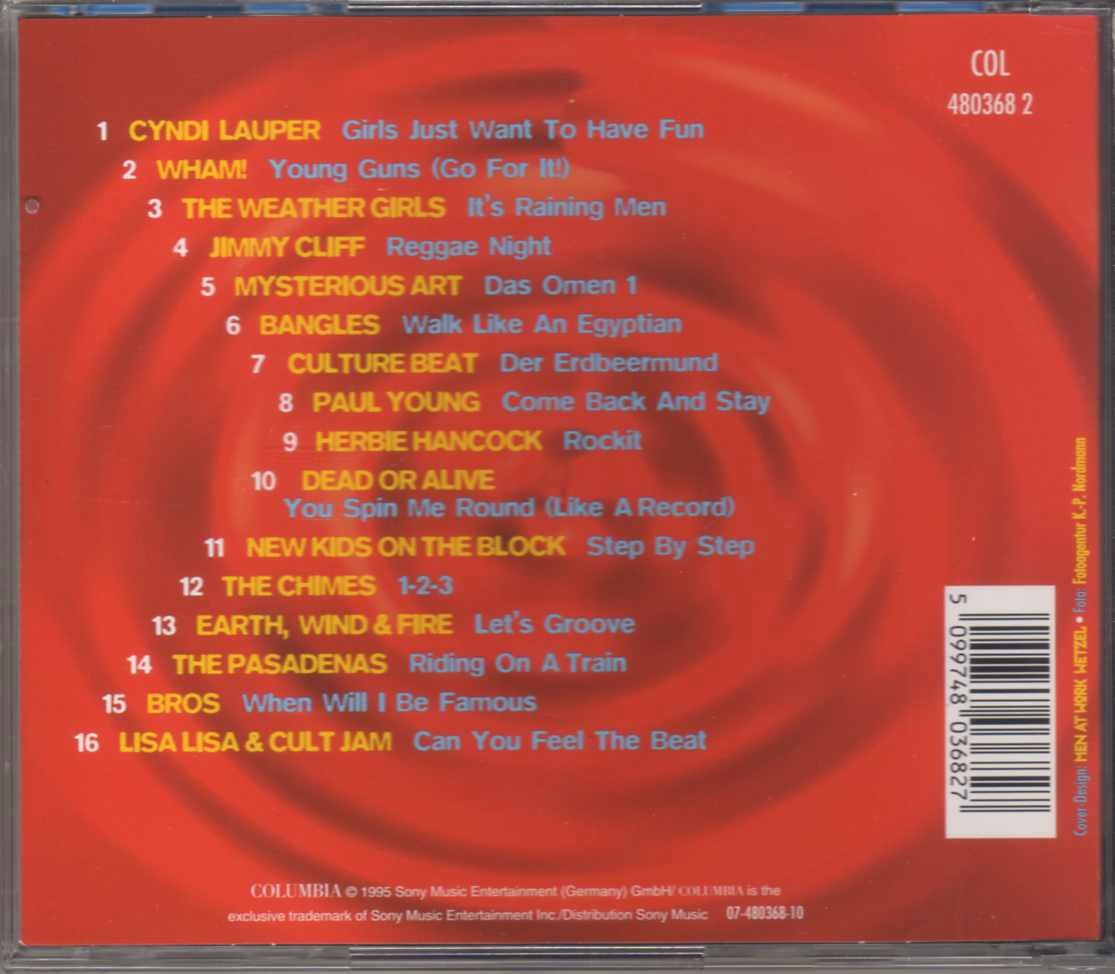 COL
480368 2
1 CYNDI LAUPER Girls Just Want To Have Fun
2 WHAM! Young Guns (Go For It!)
3 THE WEATHER GIRLS It's Raining Men
4 JIMMY CLIFF Reggae Night
5 MYSTERIOUS ART Das Omen 1
6 BANGLES Walk Like An Egyptian
7 CULTURE BEAT Der Erdbeermund
8 PAUL YOUNG Come Back And Stay
9 HERBIE HANCOCK Rockit
10 DEAD OR ALIVE
You Spin Me Round (Like A Record)
11 NEW KIDS ON THE BLOCK Step By Step
12 THE CHIMES 1-2-3
13 EARTH, WIND & FIRE Let's Groove
14 THE PASADENAS Riding On A Train
15 BROS When Will I Be Famous
16 LISA LISA & CULT JAM Can You Feel The Beat
5 099748 036827
Cover-Design: MEN AT WORK WETZEL • Foto: Fotoagentur K.-P. Nordmann
COLUMBIA © 1995 Sony Music Entertainment (Germany) GmbH/ COLUMBIA is the
exclusive trademark of Sony Music Entertainment Inc./Distribution Sony Music 07-480368-10